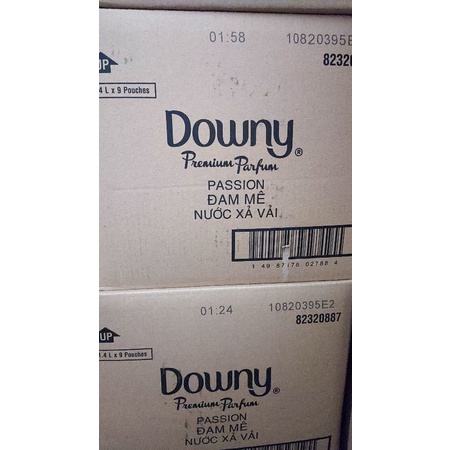 01:58 10820395E
82320
UP
.4 L x 9 Pouches
Downy®
Premium Parfum
PASSION
ĐAM MÊ
NƯỚC XẢ VẢI
1 49 87176 02788 4
01:24 10820395E2
82320887
UP
1.4 L x 9 Pouches
Downy®
Premium Parfum
PASSION
ĐAM MÊ
NƯỚC XẢ VẢI